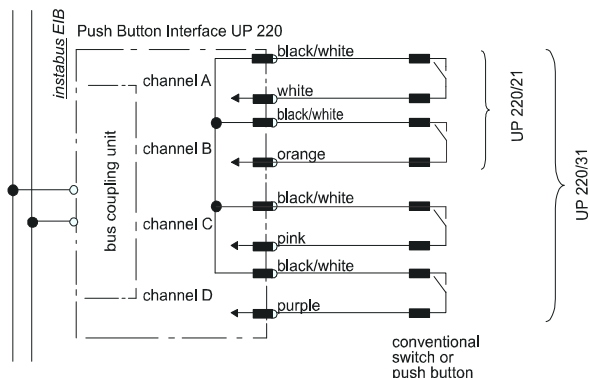 instabus EIB
Push Button Interface UP 220
bus coupling unit
channel A
black/white
white
channel B
black/white
orange
channel C
black/white
pink
channel D
black/white
purple
UP 220/21
UP 220/31
conventional
switch or
push button